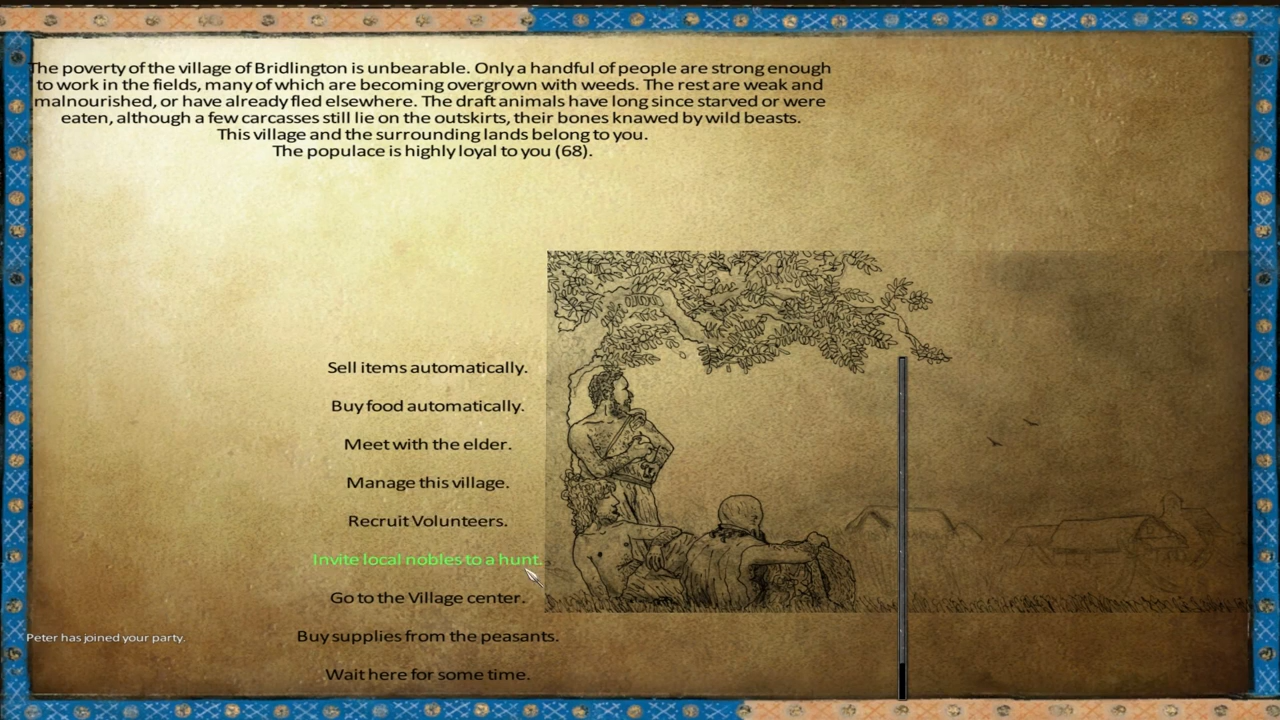 The poverty of the village of Bridlington is unbearable. Only a handful of people are strong enough
to work in the fields, many of which are becoming overgrown with weeds. The rest are weak and
malnourished, or have already fled elsewhere. The draft animals have long since starved or were
eaten, although a few carcasses still lie on the outskirts, their bones knawed by wild beasts.
This village and the surrounding lands belong to you.
The populace is highly loyal to you (68).
Sell items automatically.
Buy food automatically.
Meet with the elder.
Manage this village.
Recruit Volunteers.
Invite local nobles to a hunt.
Go to the Village center.
Peter has joined your party.
Buy supplies from the peasants.
Wait here for some time.